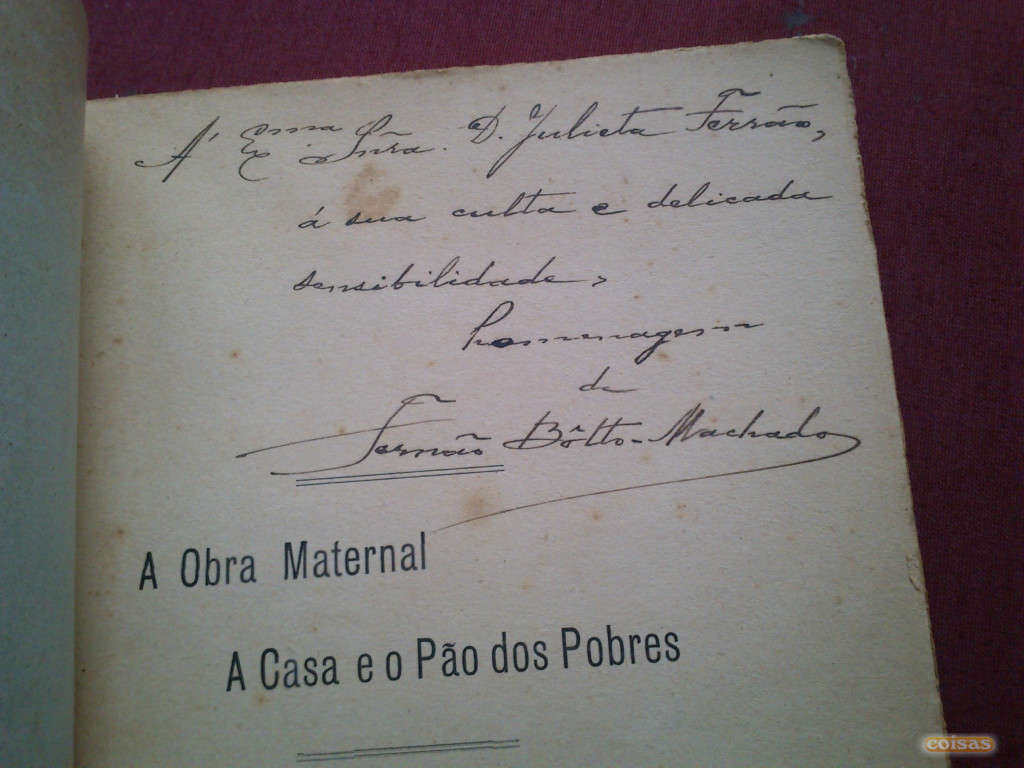 Á Exma Snra. D. Julieta Ferrão,
á sua culta e delicada
sensibilidade,
homenagem
de
Fernão Bôtto-Machado
A Obra Maternal
A Casa e o Pão dos Pobres
coisas